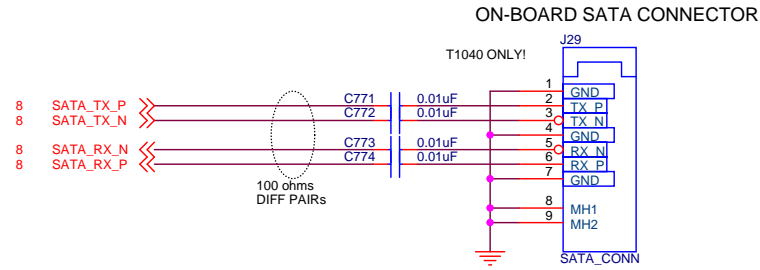 ON-BOARD SATA CONNECTOR
J29
T1040 ONLY!
1 GND
8 SATA_TX_P C771 0.01uF 2 TX_P
8 SATA_TX_N C772 0.01uF 3 TX_N
4 GND
8 SATA_RX_N C773 0.01uF 5 RX_N
8 SATA_RX_P C774 0.01uF 6 RX_P
7 GND
100 ohms
DIFF PAIRs
8 MH1
9 MH2
SATA_CONN